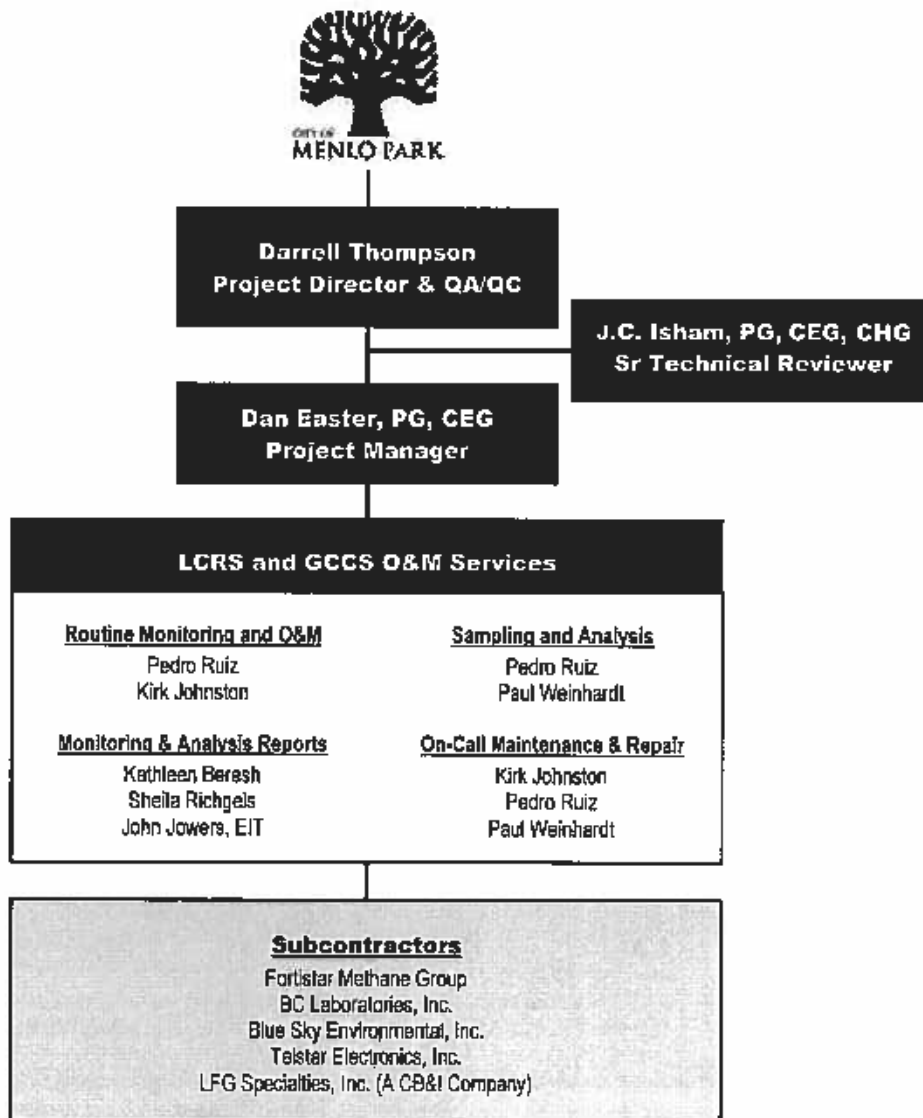 CITY OF
MENLO PARK
Darrell Thompson
Project Director & QA/QC
J.C. Isham, PG, CEG, CHG
Sr Technical Reviewer
Dan Easter, PG, CEG
Project Manager
LCRS and GCCS O&M Services
Routine Monitoring and O&M
Pedro Ruiz
Kirk Johnston
Sampling and Analysis
Pedro Ruiz
Paul Weinhardt
Monitoring & Analysis Reports
Kathleen Beresh
Sheila Richgels
John Jowers, EIT
On-Call Maintenance & Repair
Kirk Johnston
Pedro Ruiz
Paul Weinhardt
Subcontractors
Fortistar Methane Group
BC Laboratories, Inc.
Blue Sky Environmental, Inc.
Telstar Electronics, Inc.
LFG Specialties, Inc. (A CB&I Company)